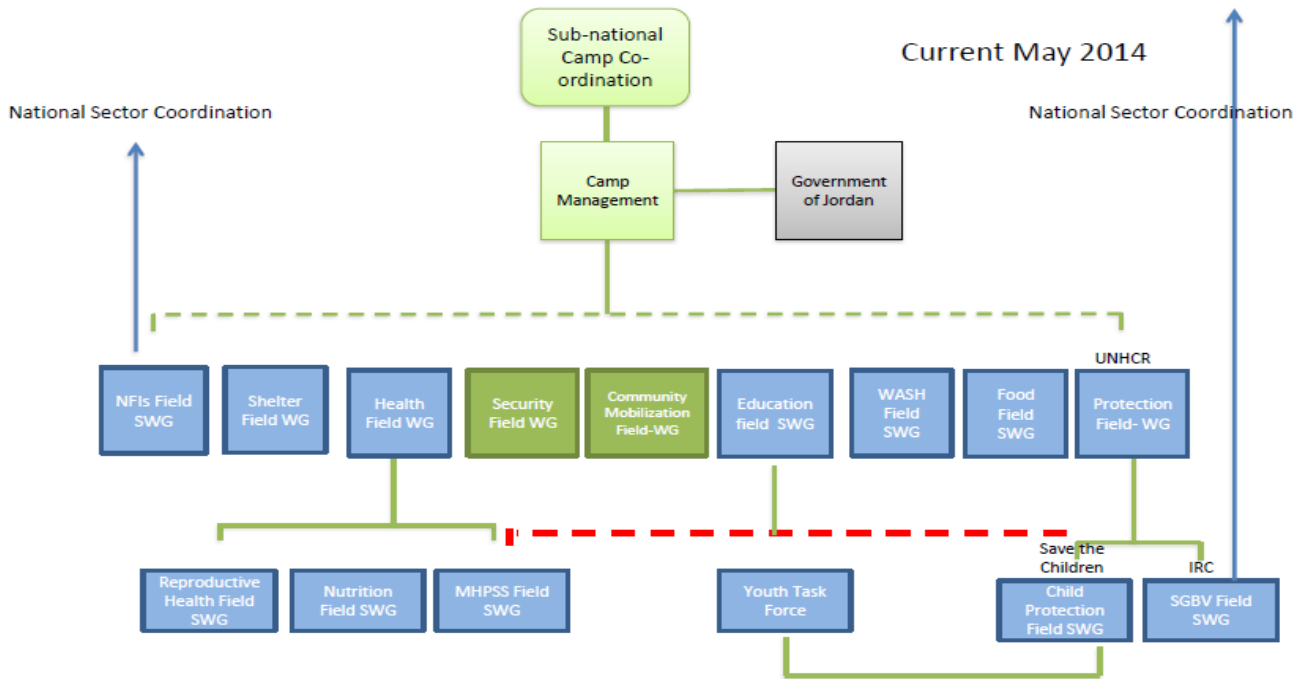 Sub-national
Camp Co-
ordination
Current May 2014
National Sector Coordination
National Sector Coordination
Camp
Management
Government
of Jordan
UNHCR
NFIs Field
SWG
Shelter
Field WG
Health
Field WG
Security
Field WG
Community
Mobilization
Field-WG
Education
field SWG
WASH
Field
SWG
Food
Field
SWG
Protection
Field- WG
Save the
Children
IRC
Reproductive
Health Field
SWG
Nutrition
Field SWG
MHPSS Field
SWG
Youth Task
Force
Child
Protection
Field SWG
SGBV Field
SWG